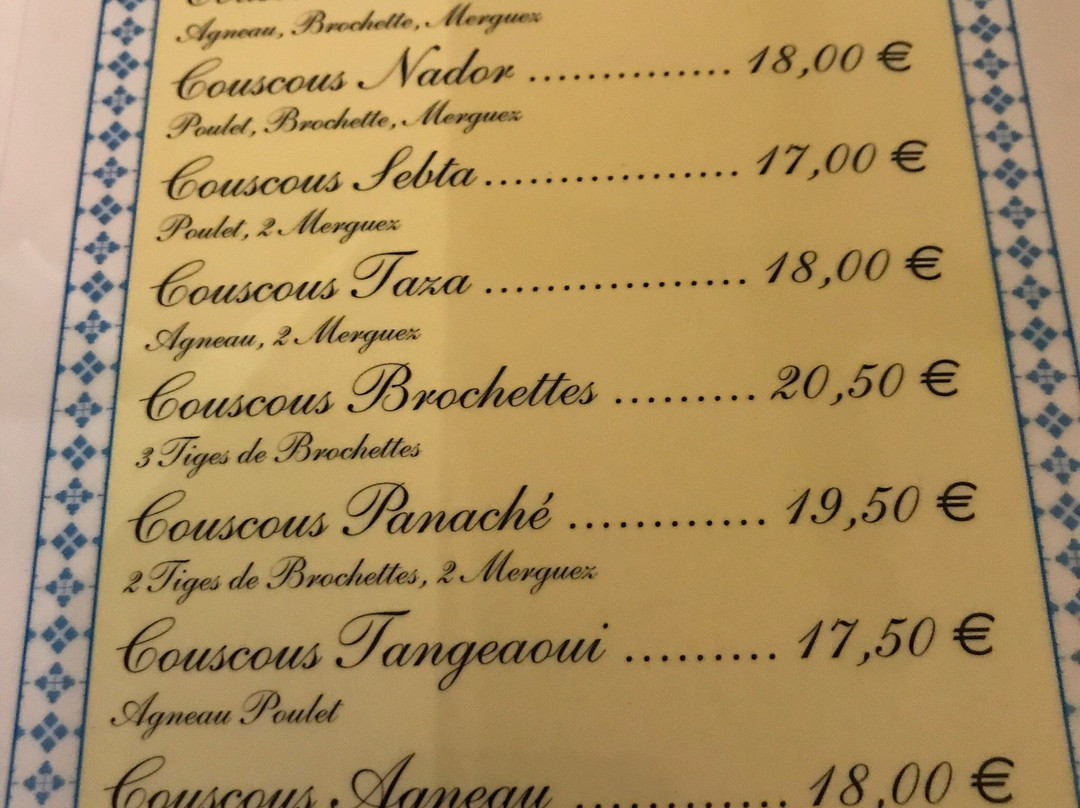 Agneau, Brochette, Merguez
Couscous Nador .............. 18,00 €
Poulet, Brochette, Merguez
Couscous Sebta .................. 17,00 €
Poulet, 2 Merguez
Couscous Taza .................. 18,00 €
Agneau, 2 Merguez
Couscous Brochettes ......... 20,50 €
3 Tiges de Brochettes
Couscous Panaché ............ 19,50 €
2 Tiges de Brochettes, 2 Merguez
Couscous Tangeaoui ......... 17,50 €
Agneau Poulet
Couscous Agneau ............ 18,00 €